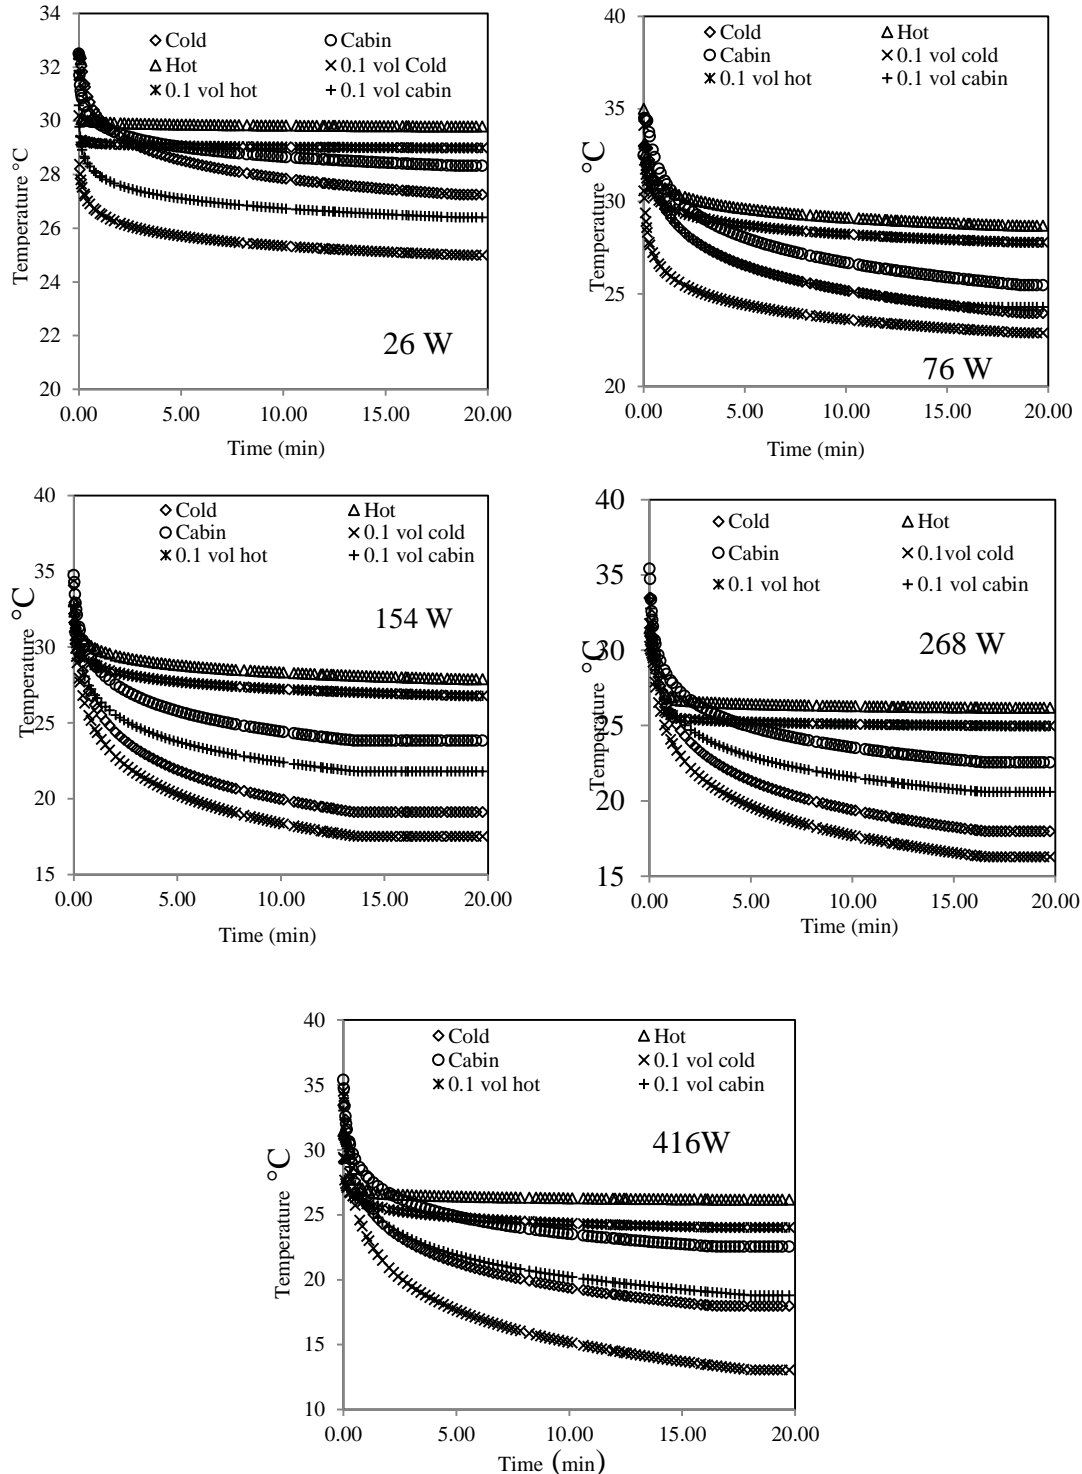 34
32
30
28
26
24
22
20
Temperature °C
Cold
Cabin
Hot
0.1 vol Cold
0.1 vol hot
0.1 vol cabin
26 W
0.00 5.00 10.00 15.00 20.00
Time (min)
40
35
30
25
20
Temperature °C
Cold
Hot
Cabin
0.1 vol cold
0.1 vol hot
0.1 vol cabin
76 W
0.00 5.00 10.00 15.00 20.00
Time (min)
40
35
30
25
20
15
Temperature °C
Cold
Hot
Cabin
0.1 vol cold
0.1 vol hot
0.1 vol cabin
154 W
0.00 5.00 10.00 15.00 20.00
Time (min)
40
35
30
25
20
15
Temperature °C
Cold
Hot
Cabin
0.1vol cold
0.1 vol hot
0.1 vol cabin
268 W
0.00 5.00 10.00 15.00 20.00
Time (min)
40
35
30
25
20
15
10
Temperature °C
Cold
Hot
Cabin
0.1 vol cold
0.1 vol hot
0.1 vol cabin
416W
0.00 5.00 10.00 15.00 20.00
Time (min)